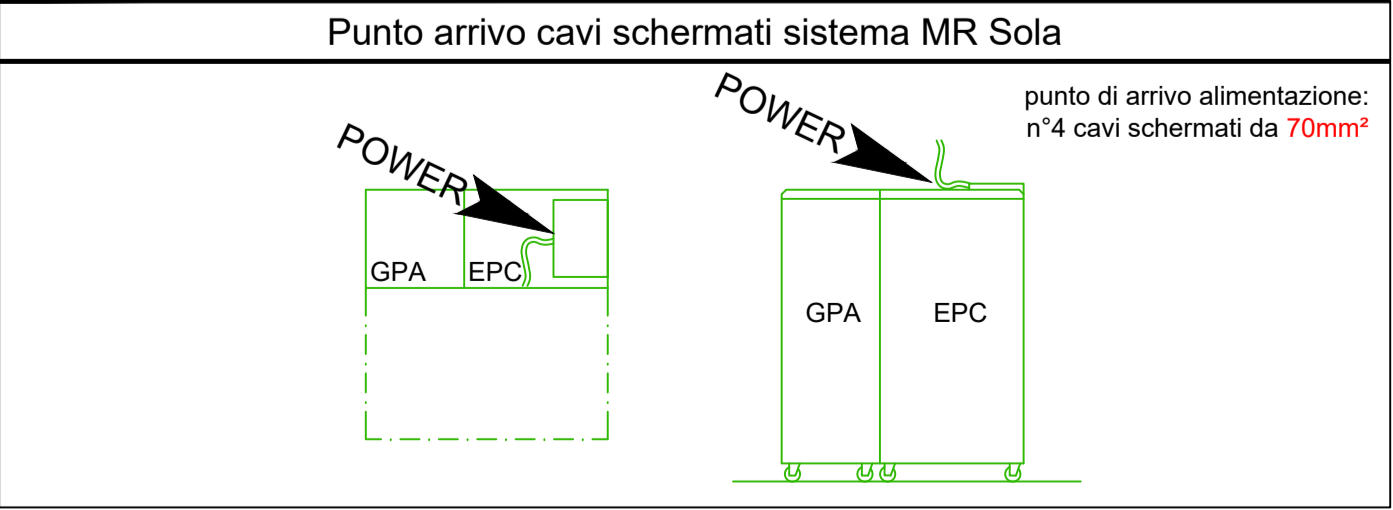 Punto arrivo cavi schermati sistema MR Sola
POWER
GPA
EPC
POWER
punto di arrivo alimentazione:
n°4 cavi schermati da 70mm²
GPA
EPC